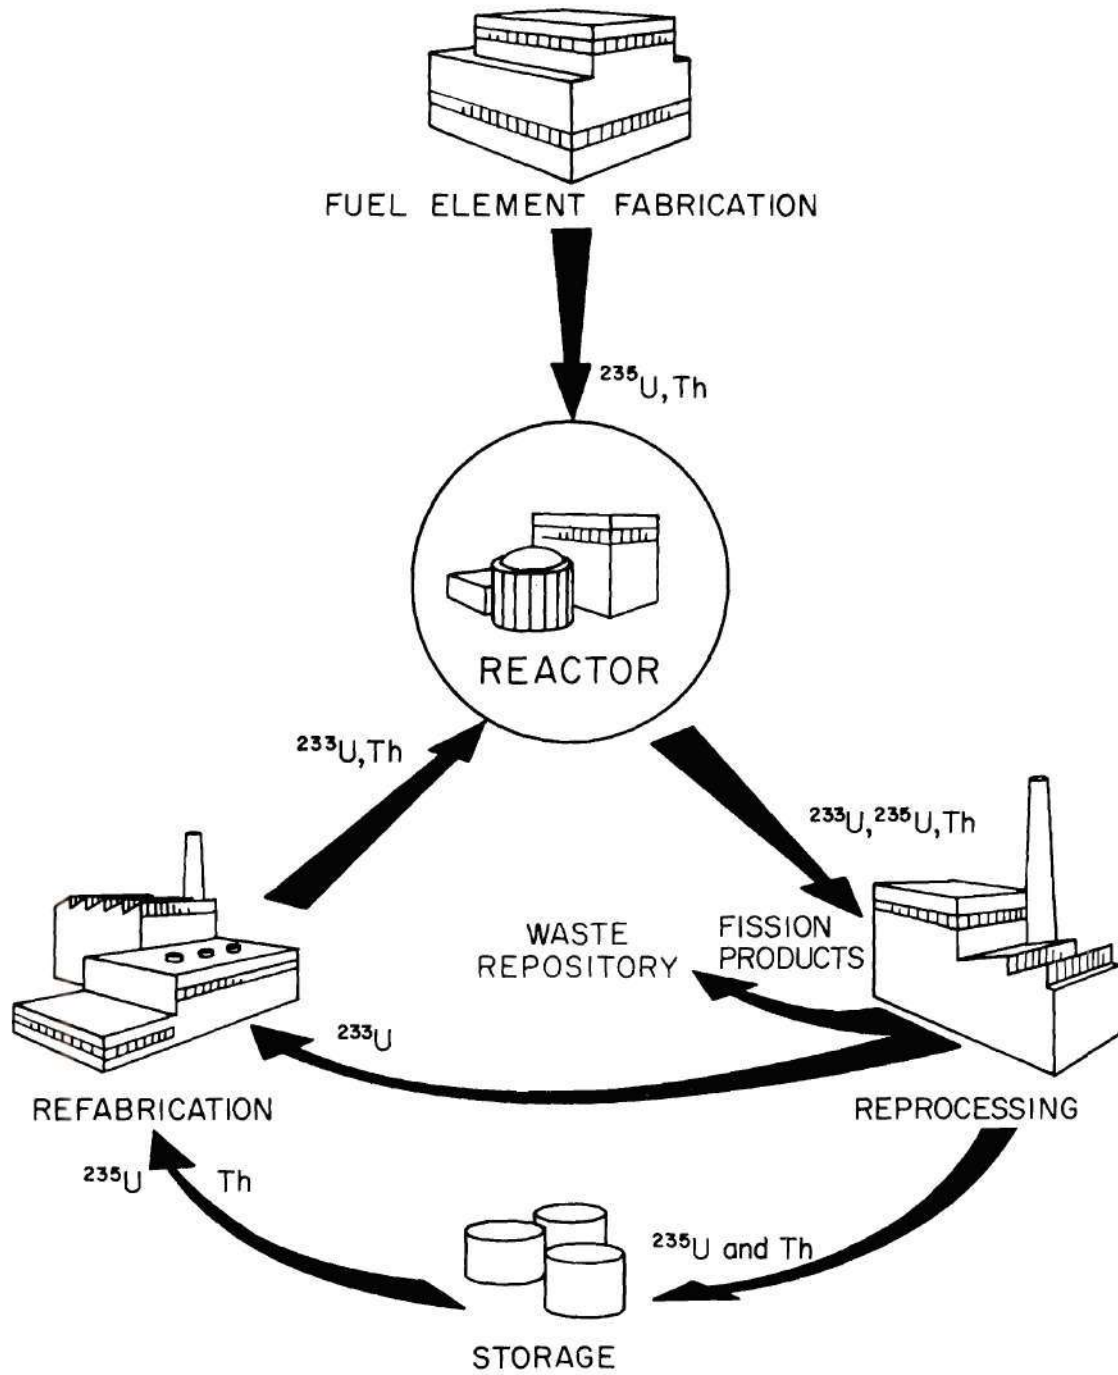 FUEL ELEMENT FABRICATION
²³⁵U, Th
REACTOR
²³³U, Th
²³³U, ²³⁵U, Th
WASTE
REPOSITORY
FISSION
PRODUCTS
²³³U
REFABRICATION
REPROCESSING
²³⁵U Th
²³⁵U and Th
STORAGE